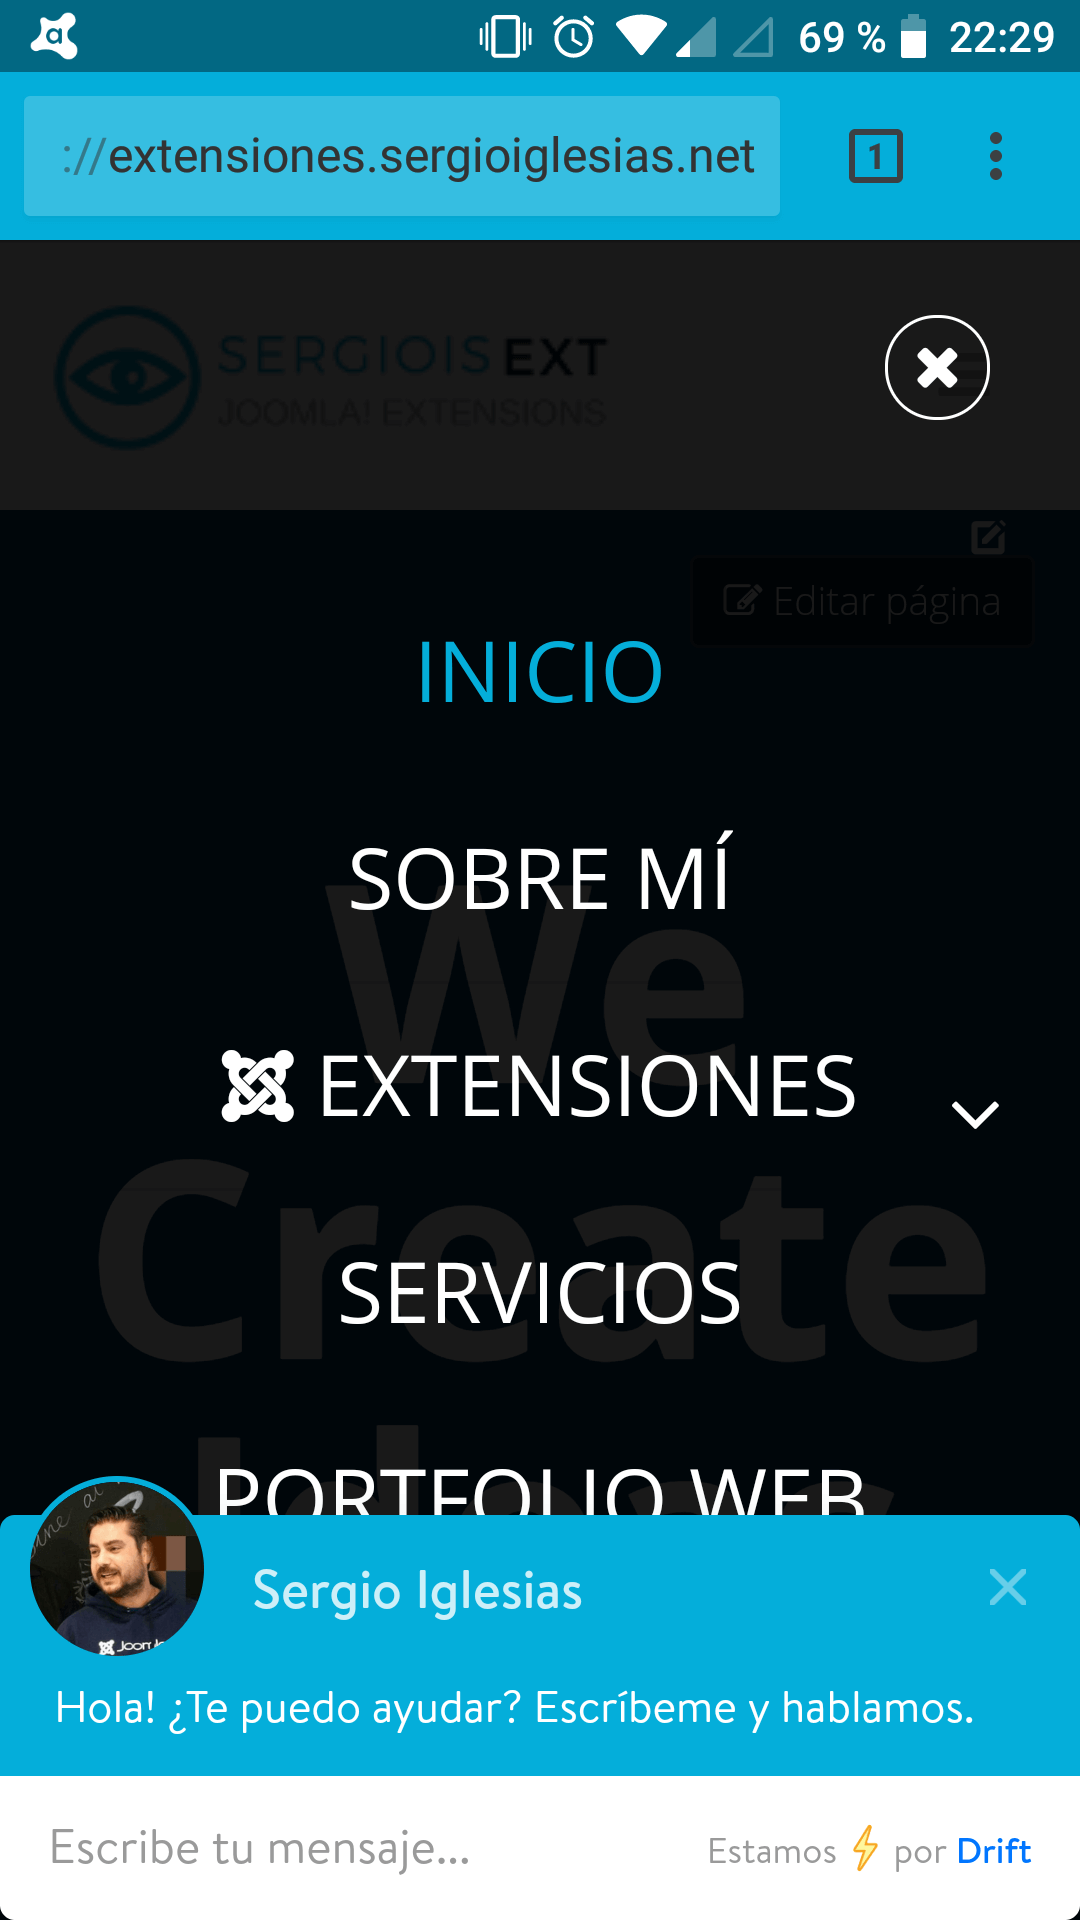 69 % 22:29
://extensiones.sergioiglesias.net
1
SERGIOIS EXT
JOOMLA! EXTENSIONS
Editar página
INICIO
SOBRE MÍ
We
EXTENSIONES
Create
SERVICIOS
PORTFOLIO WEB
Sergio Iglesias
Hola! ¿Te puedo ayudar? Escríbeme y hablamos.
Escribe tu mensaje...
Estamos ⚡ por Drift